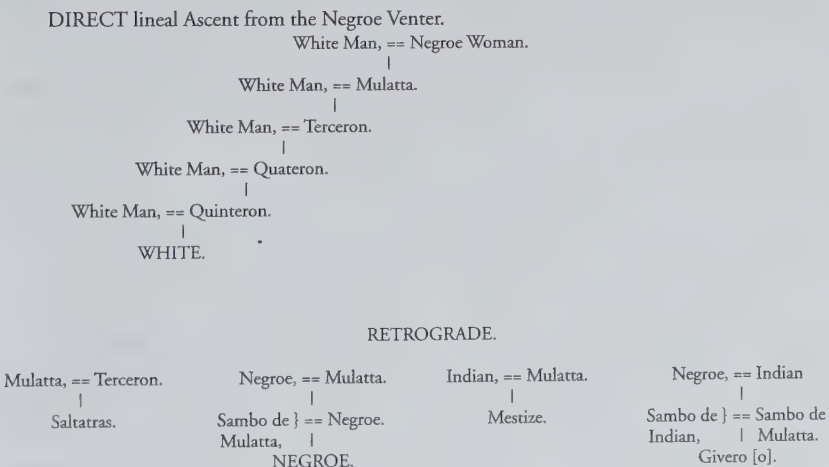 DIRECT lineal Ascent from the Negroe Venter.
White Man, == Negroe Woman.
|
White Man, == Mulatta.
|
White Man, == Terceron.
|
White Man, == Quateron.
|
White Man, == Quinteron.
|
WHITE.
RETROGRADE.
Mulatta, == Terceron.
|
Saltatras.
Negroe, == Mulatta.
|
Sambo de } == Negroe.
Mulatta, |
NEGROE.
Indian, == Mulatta.
|
Mestize.
Negroe, == Indian
|
Sambo de } == Sambo de
Indian, | Mulatta.
Givero [o].